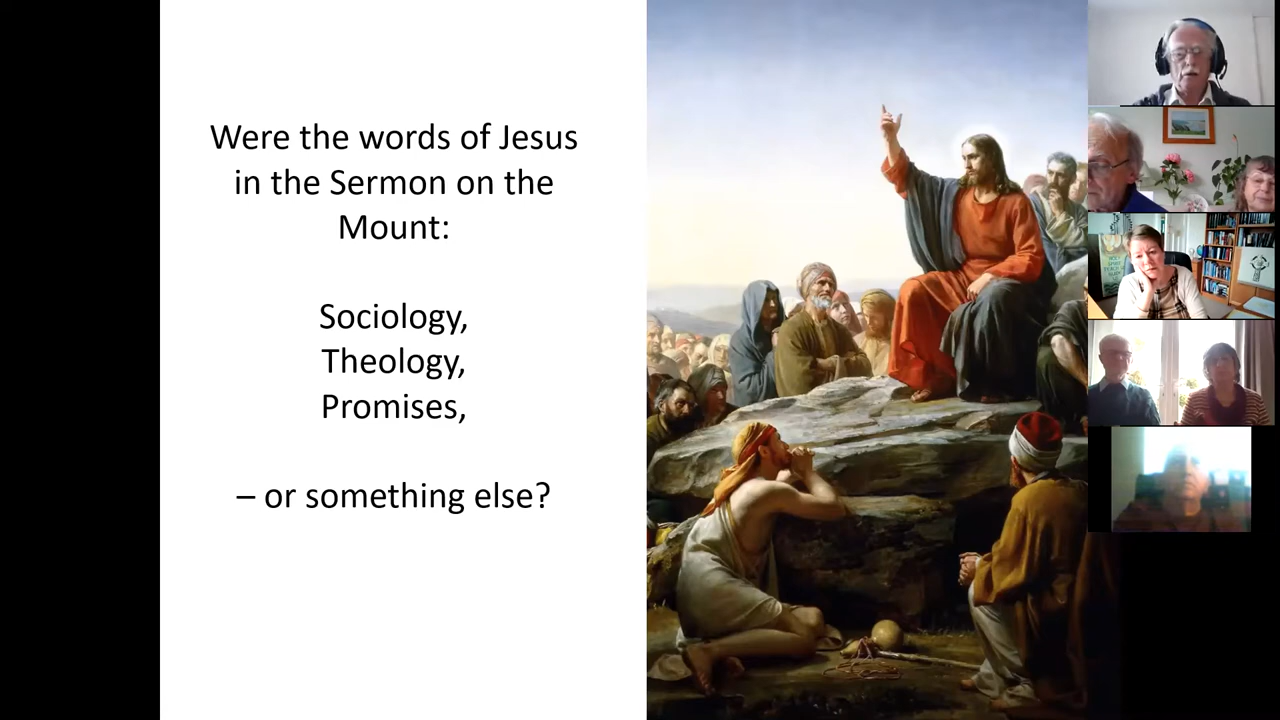 Were the words of Jesus
in the Sermon on the
Mount:
Sociology,
Theology,
Promises,
– or something else?